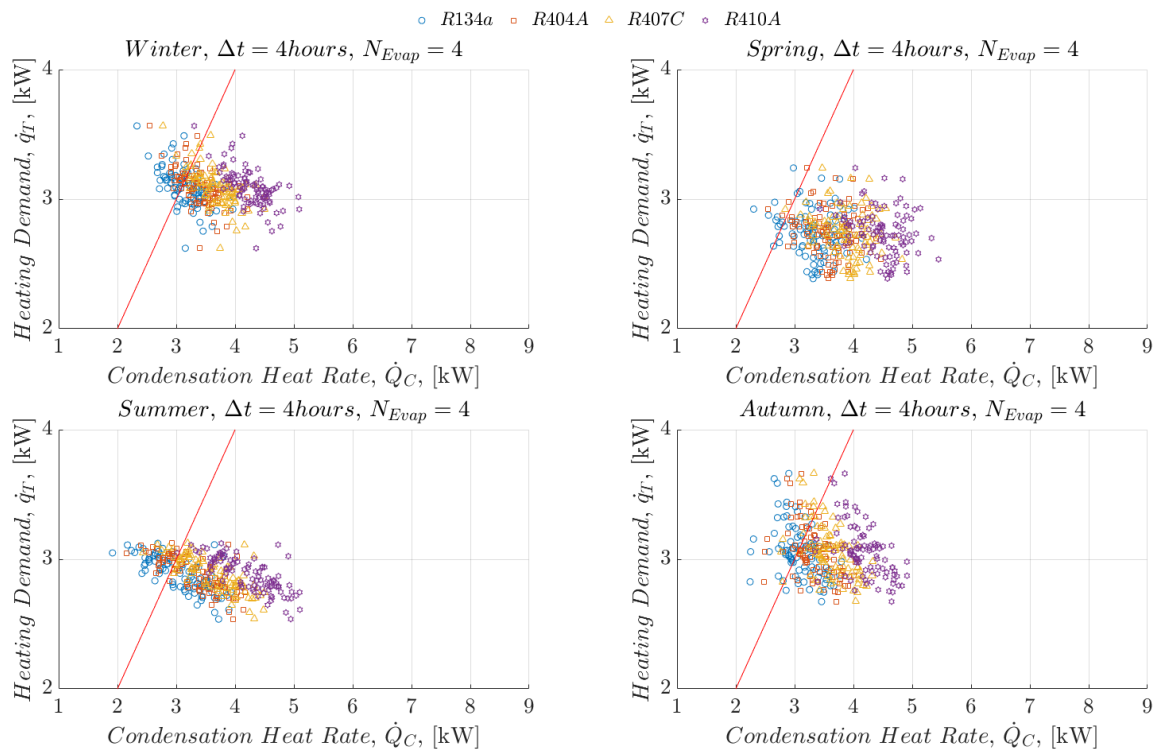 R134a R404A R407C R410A
Winter, Δt = 4hours, N_Evap = 4
Heating Demand, q̇_T, [kW]
4
3
2
1 2 3 4 5 6 7 8 9
Condensation Heat Rate, Q̇_C, [kW]
Spring, Δt = 4hours, N_Evap = 4
Heating Demand, q̇_T, [kW]
4
3
2
1 2 3 4 5 6 7 8 9
Condensation Heat Rate, Q̇_C, [kW]
Summer, Δt = 4hours, N_Evap = 4
Heating Demand, q̇_T, [kW]
4
3
2
1 2 3 4 5 6 7 8 9
Condensation Heat Rate, Q̇_C, [kW]
Autumn, Δt = 4hours, N_Evap = 4
Heating Demand, q̇_T, [kW]
4
3
2
1 2 3 4 5 6 7 8 9
Condensation Heat Rate, Q̇_C, [kW]